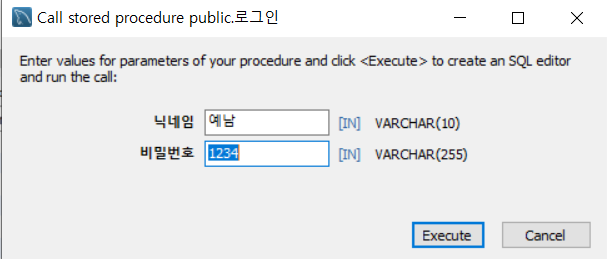 Call stored procedure public.로그인
Enter values for parameters of your procedure and click <Execute> to create an SQL editor
and run the call:
닉네임 예남 [IN] VARCHAR(10)
비밀번호 1234 [IN] VARCHAR(255)
Execute Cancel